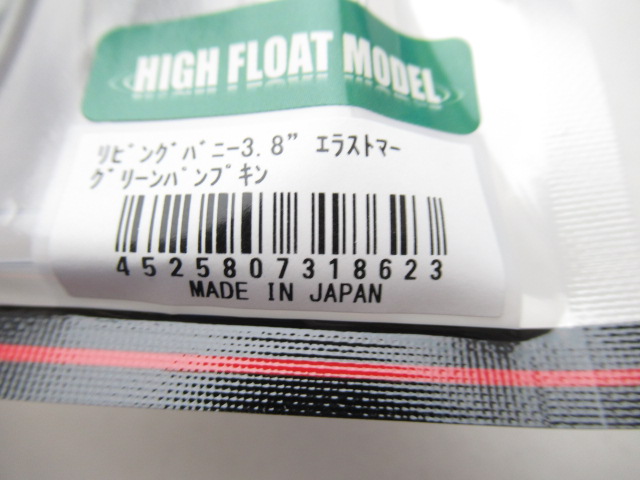 HIGH FLOAT MODEL
ﾘﾋﾞﾝｸﾞﾊﾞﾆｰ3.8” ｴﾗｽﾄﾏｰ
ｸﾞﾘｰﾝﾊﾟﾝﾌﾟｷﾝ
4525807318623
MADE IN JAPAN